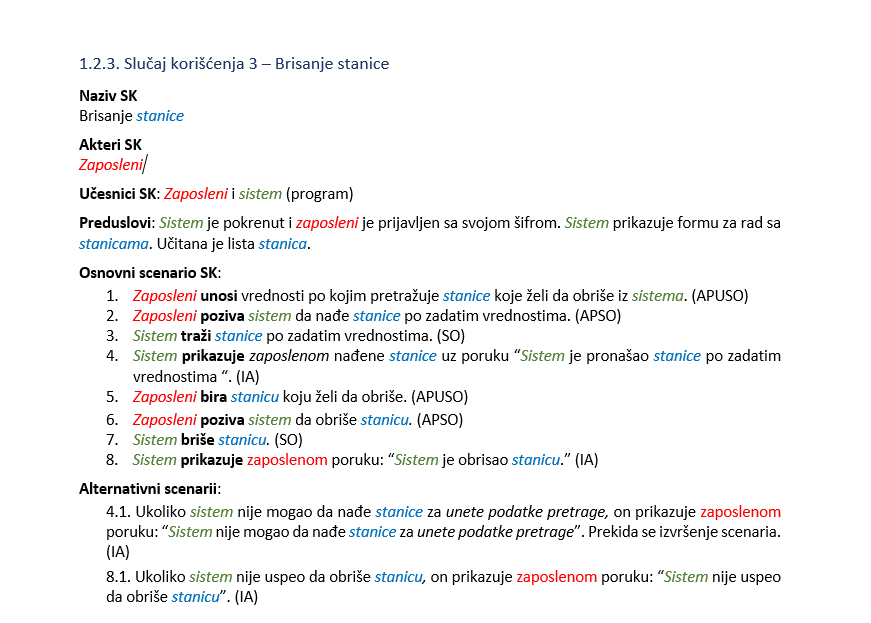 1.2.3. Slučaj korišćenja 3 – Brisanje stanice
Naziv SK
Brisanje stanice
Akteri SK
Zaposleni
Učesnici SK: Zaposleni i sistem (program)
Preduslovi: Sistem je pokrenut i zaposleni je prijavljen sa svojom šifrom. Sistem prikazuje formu za rad sa
stanicama. Učitana je lista stanica.
Osnovni scenario SK:
1. Zaposleni unosi vrednosti po kojim pretražuje stanice koje želi da obriše iz sistema. (APUSO)
2. Zaposleni poziva sistem da nađe stanice po zadatim vrednostima. (APSO)
3. Sistem traži stanice po zadatim vrednostima. (SO)
4. Sistem prikazuje zaposlenom nađene stanice uz poruku “Sistem je pronašao stanice po zadatim
vrednostima “. (IA)
5. Zaposleni bira stanicu koju želi da obriše. (APUSO)
6. Zaposleni poziva sistem da obriše stanicu. (APSO)
7. Sistem briše stanicu. (SO)
8. Sistem prikazuje zaposlenom poruku: “Sistem je obrisao stanicu.” (IA)
Alternativni scenarii:
4.1. Ukoliko sistem nije mogao da nađe stanice za unete podatke pretrage, on prikazuje zaposlenom
poruku: “Sistem nije mogao da nađe stanice za unete podatke pretrage”. Prekida se izvršenje scenaria.
(IA)
8.1. Ukoliko sistem nije uspeo da obriše stanicu, on prikazuje zaposlenom poruku: “Sistem nije uspeo
da obriše stanicu”. (IA)